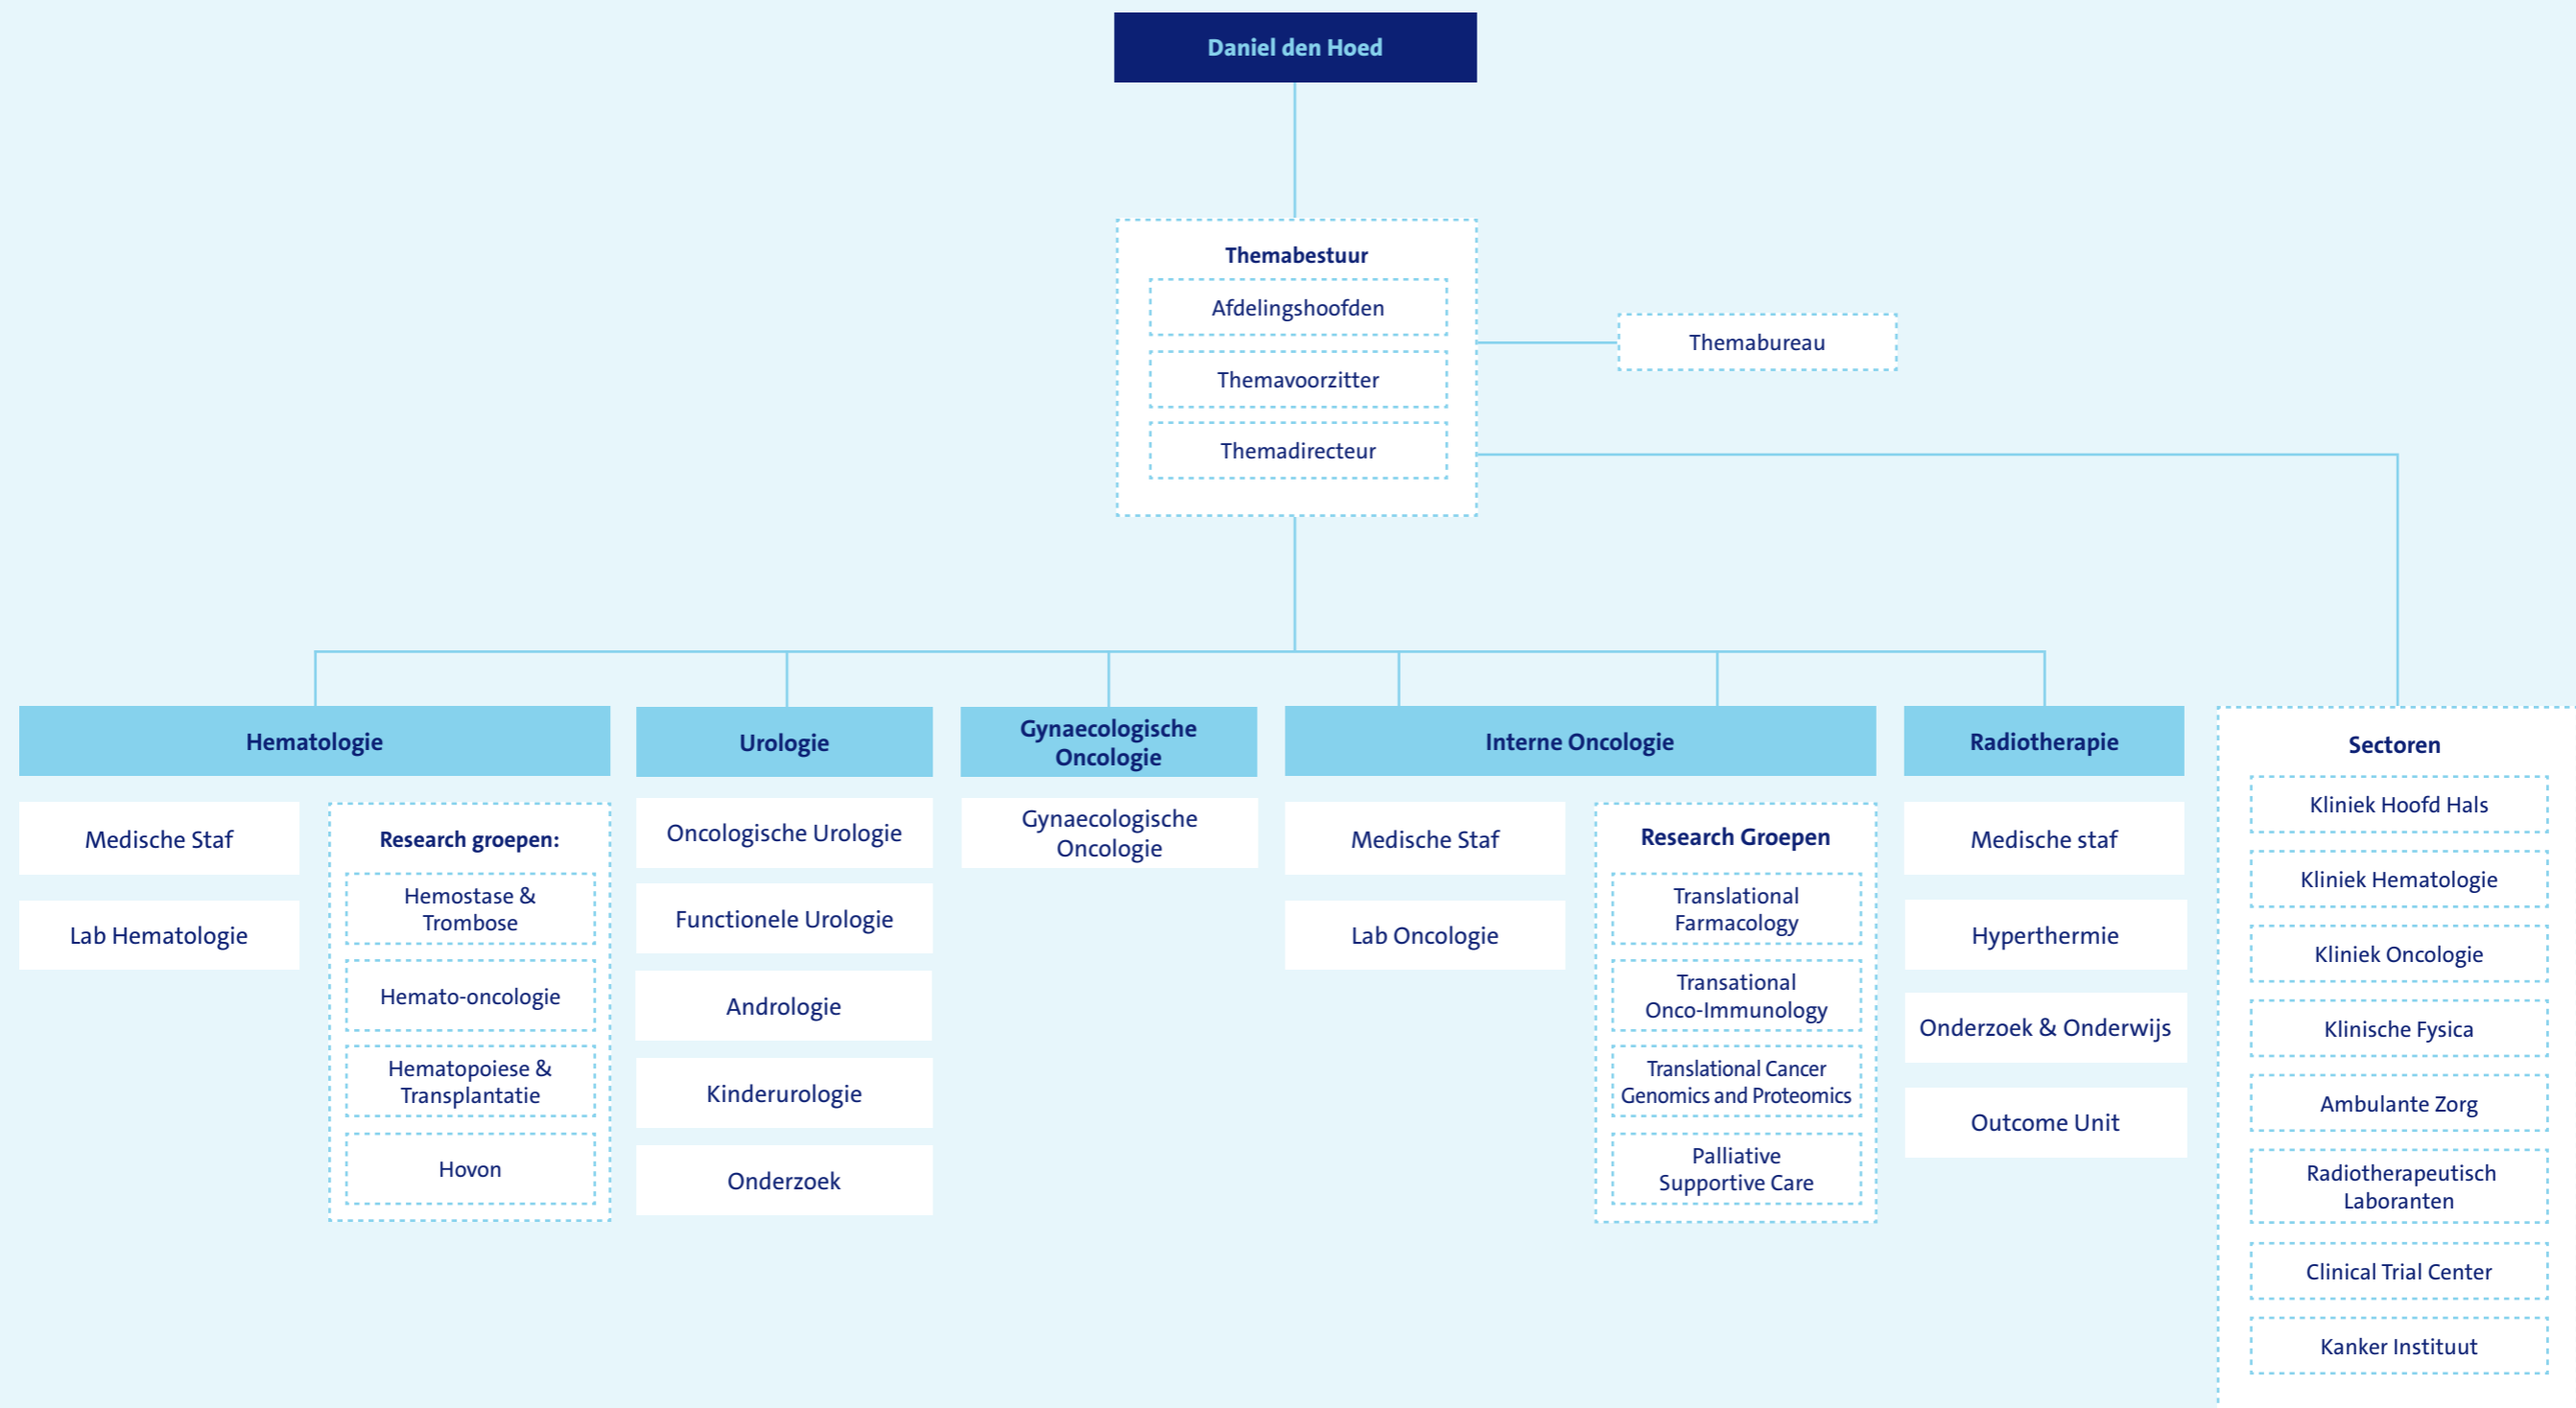 Daniel den Hoed
Themabestuur
Afdelingshoofden
Themavoorzitter
Themadirecteur
Themabureau
Hematologie
Medische Staf
Lab Hematologie
Research groepen:
Hemostase &
Trombose
Hemato-oncologie
Hematopoiese &
Transplantatie
Hovon
Urologie
Oncologische Urologie
Functionele Urologie
Andrologie
Kinderurologie
Onderzoek
Gynaecologische
Oncologie
Gynaecologische
Oncologie
Interne Oncologie
Medische Staf
Lab Oncologie
Research Groepen
Translational
Farmacology
Transational
Onco-Immunology
Translational Cancer
Genomics and Proteomics
Palliative
Supportive Care
Radiotherapie
Medische staf
Hyperthermie
Onderzoek & Onderwijs
Outcome Unit
Sectoren
Kliniek Hoofd Hals
Kliniek Hematologie
Kliniek Oncologie
Klinische Fysica
Ambulante Zorg
Radiotherapeutisch
Laboranten
Clinical Trial Center
Kanker Instituut